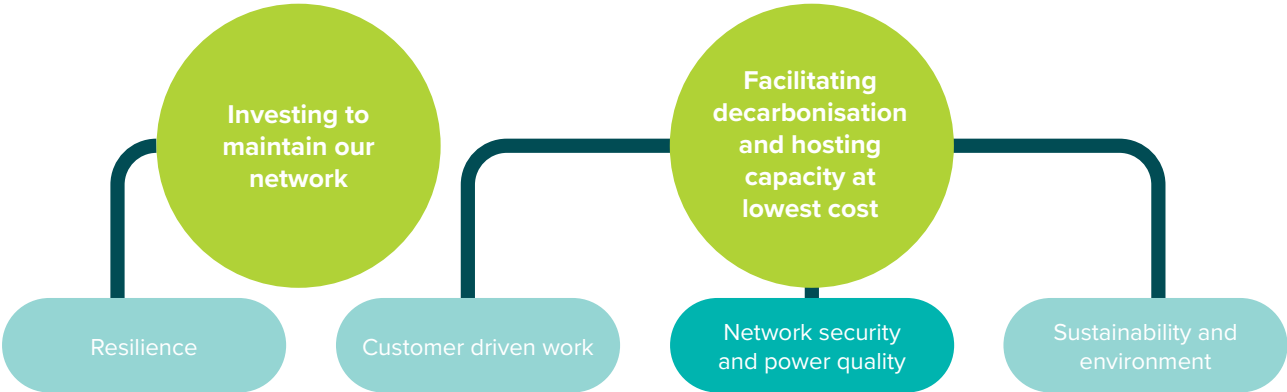 Investing to
maintain our
network
Facilitating
decarbonisation
and hosting
capacity at
lowest cost
Resilience
Customer driven work
Network security
and power quality
Sustainability and
environment